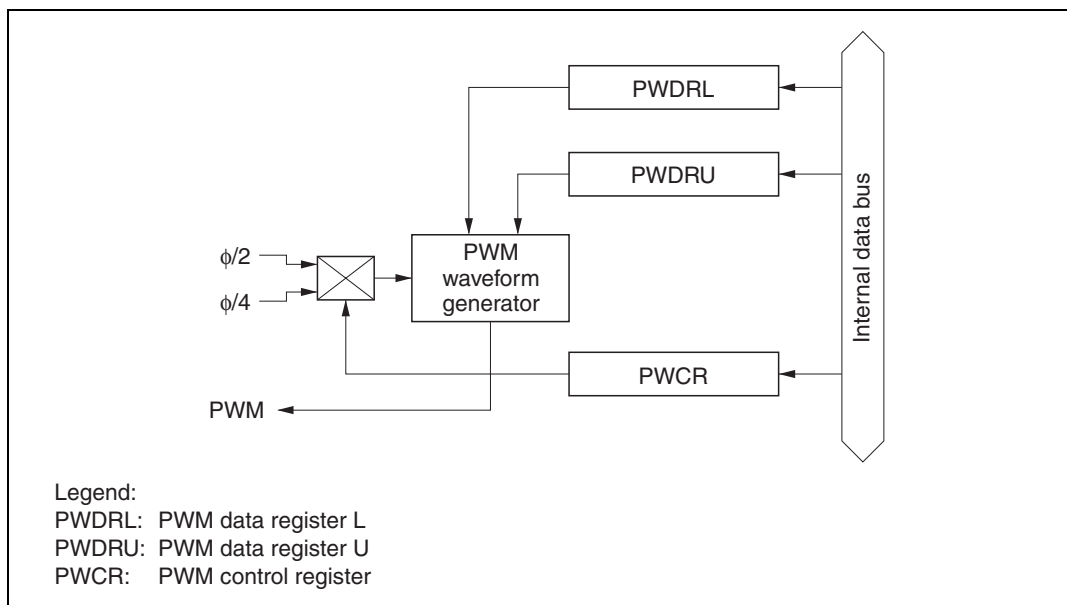 PWDRL
PWDRU
Internal data bus
ϕ/2
ϕ/4
PWM
waveform
generator
PWCR
PWM
Legend:
PWDRL: PWM data register L
PWDRU: PWM data register U
PWCR: PWM control register